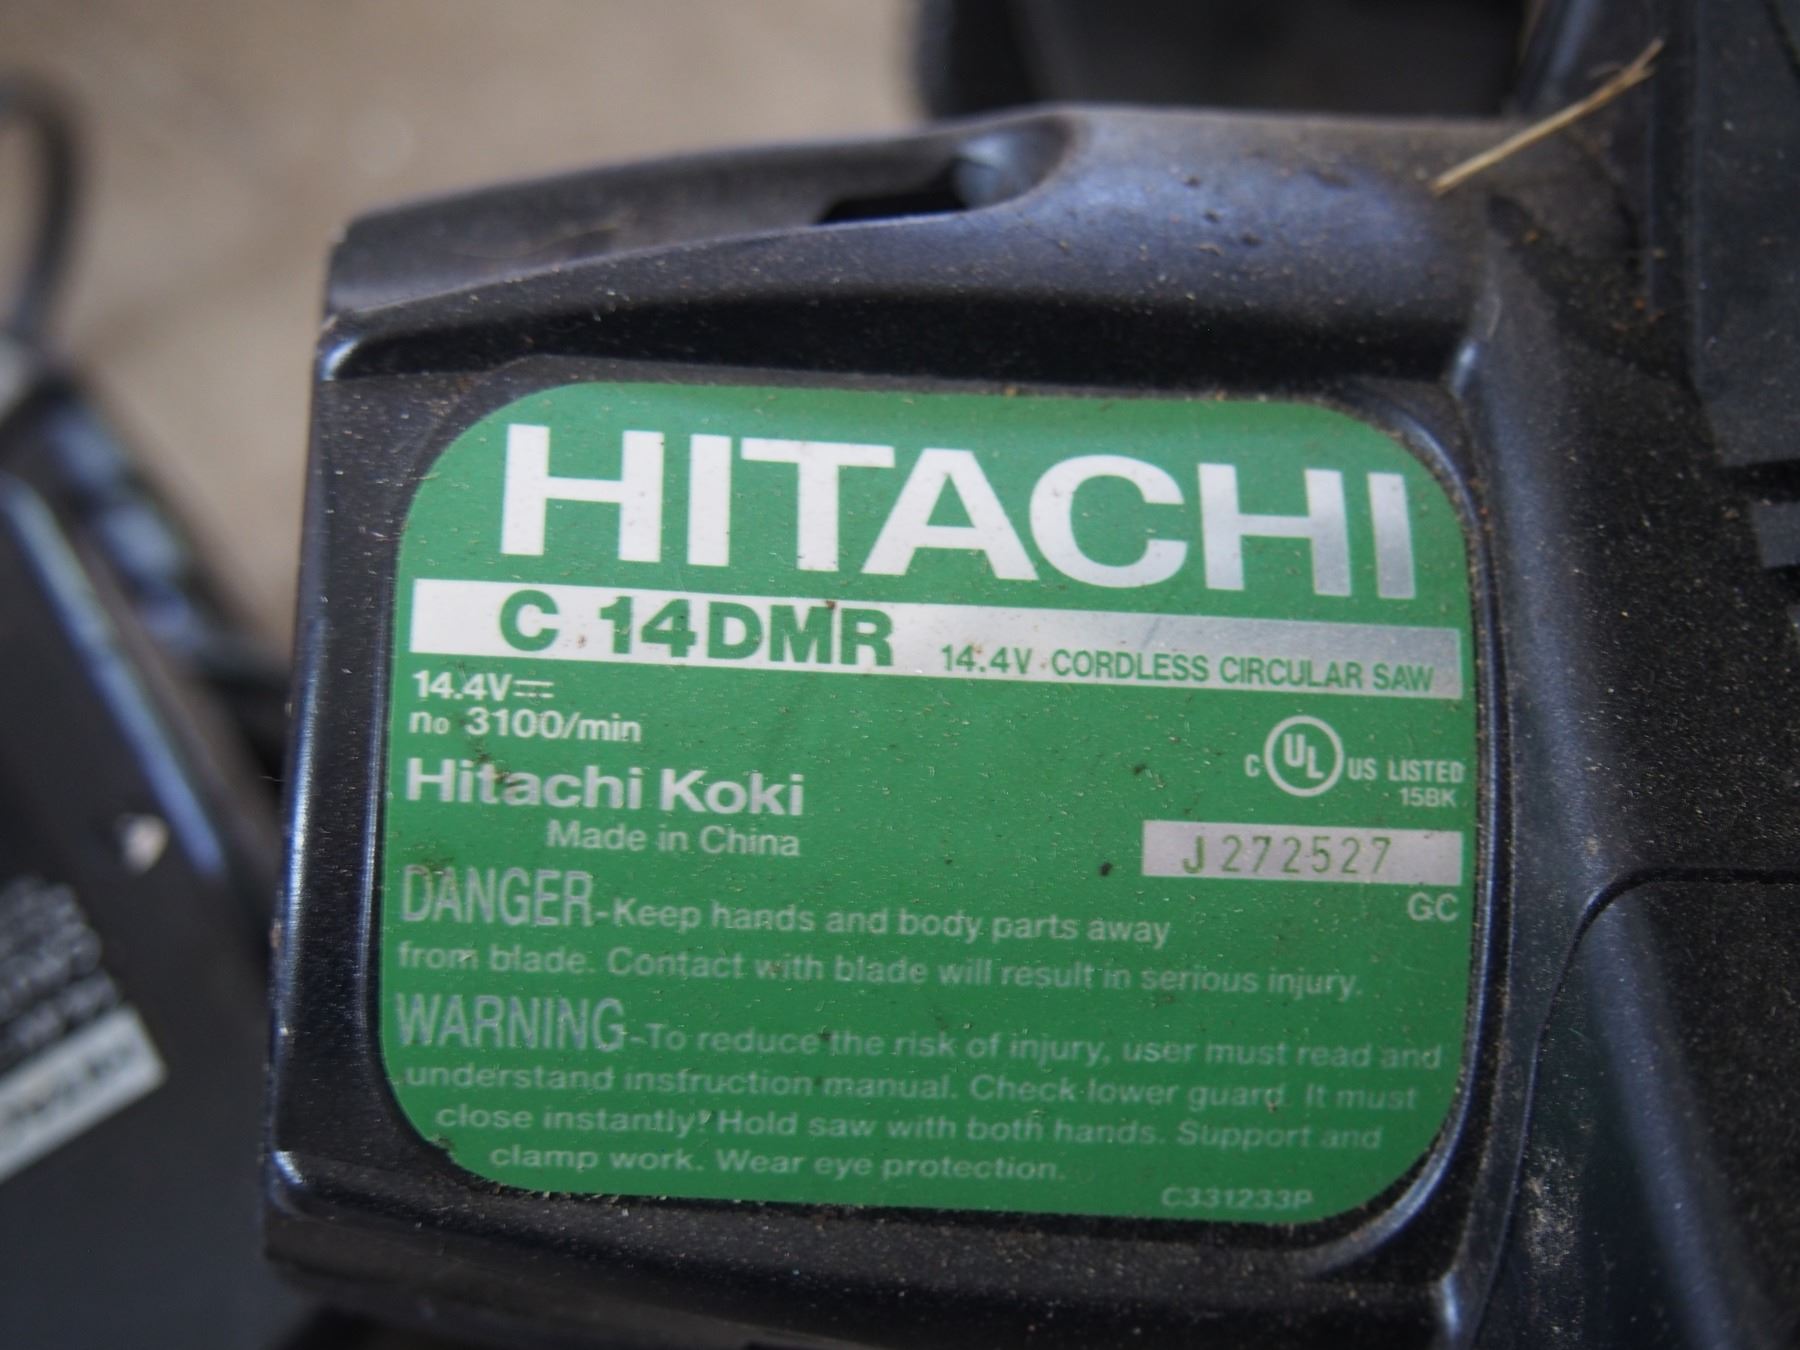 HITACHI
C 14DMR 14.4V CORDLESS CIRCULAR SAW
14.4V⎓
no 3100/min
Hitachi Koki
Made in China
C UL US LISTED
15BK
J272527
GC
DANGER-Keep hands and body parts away
from blade. Contact with blade will result in serious injury.
WARNING-To reduce the risk of injury, user must read and
understand instruction manual. Check lower guard. It must
close instantly! Hold saw with both hands. Support and
clamp work. Wear eye protection.
C331233P